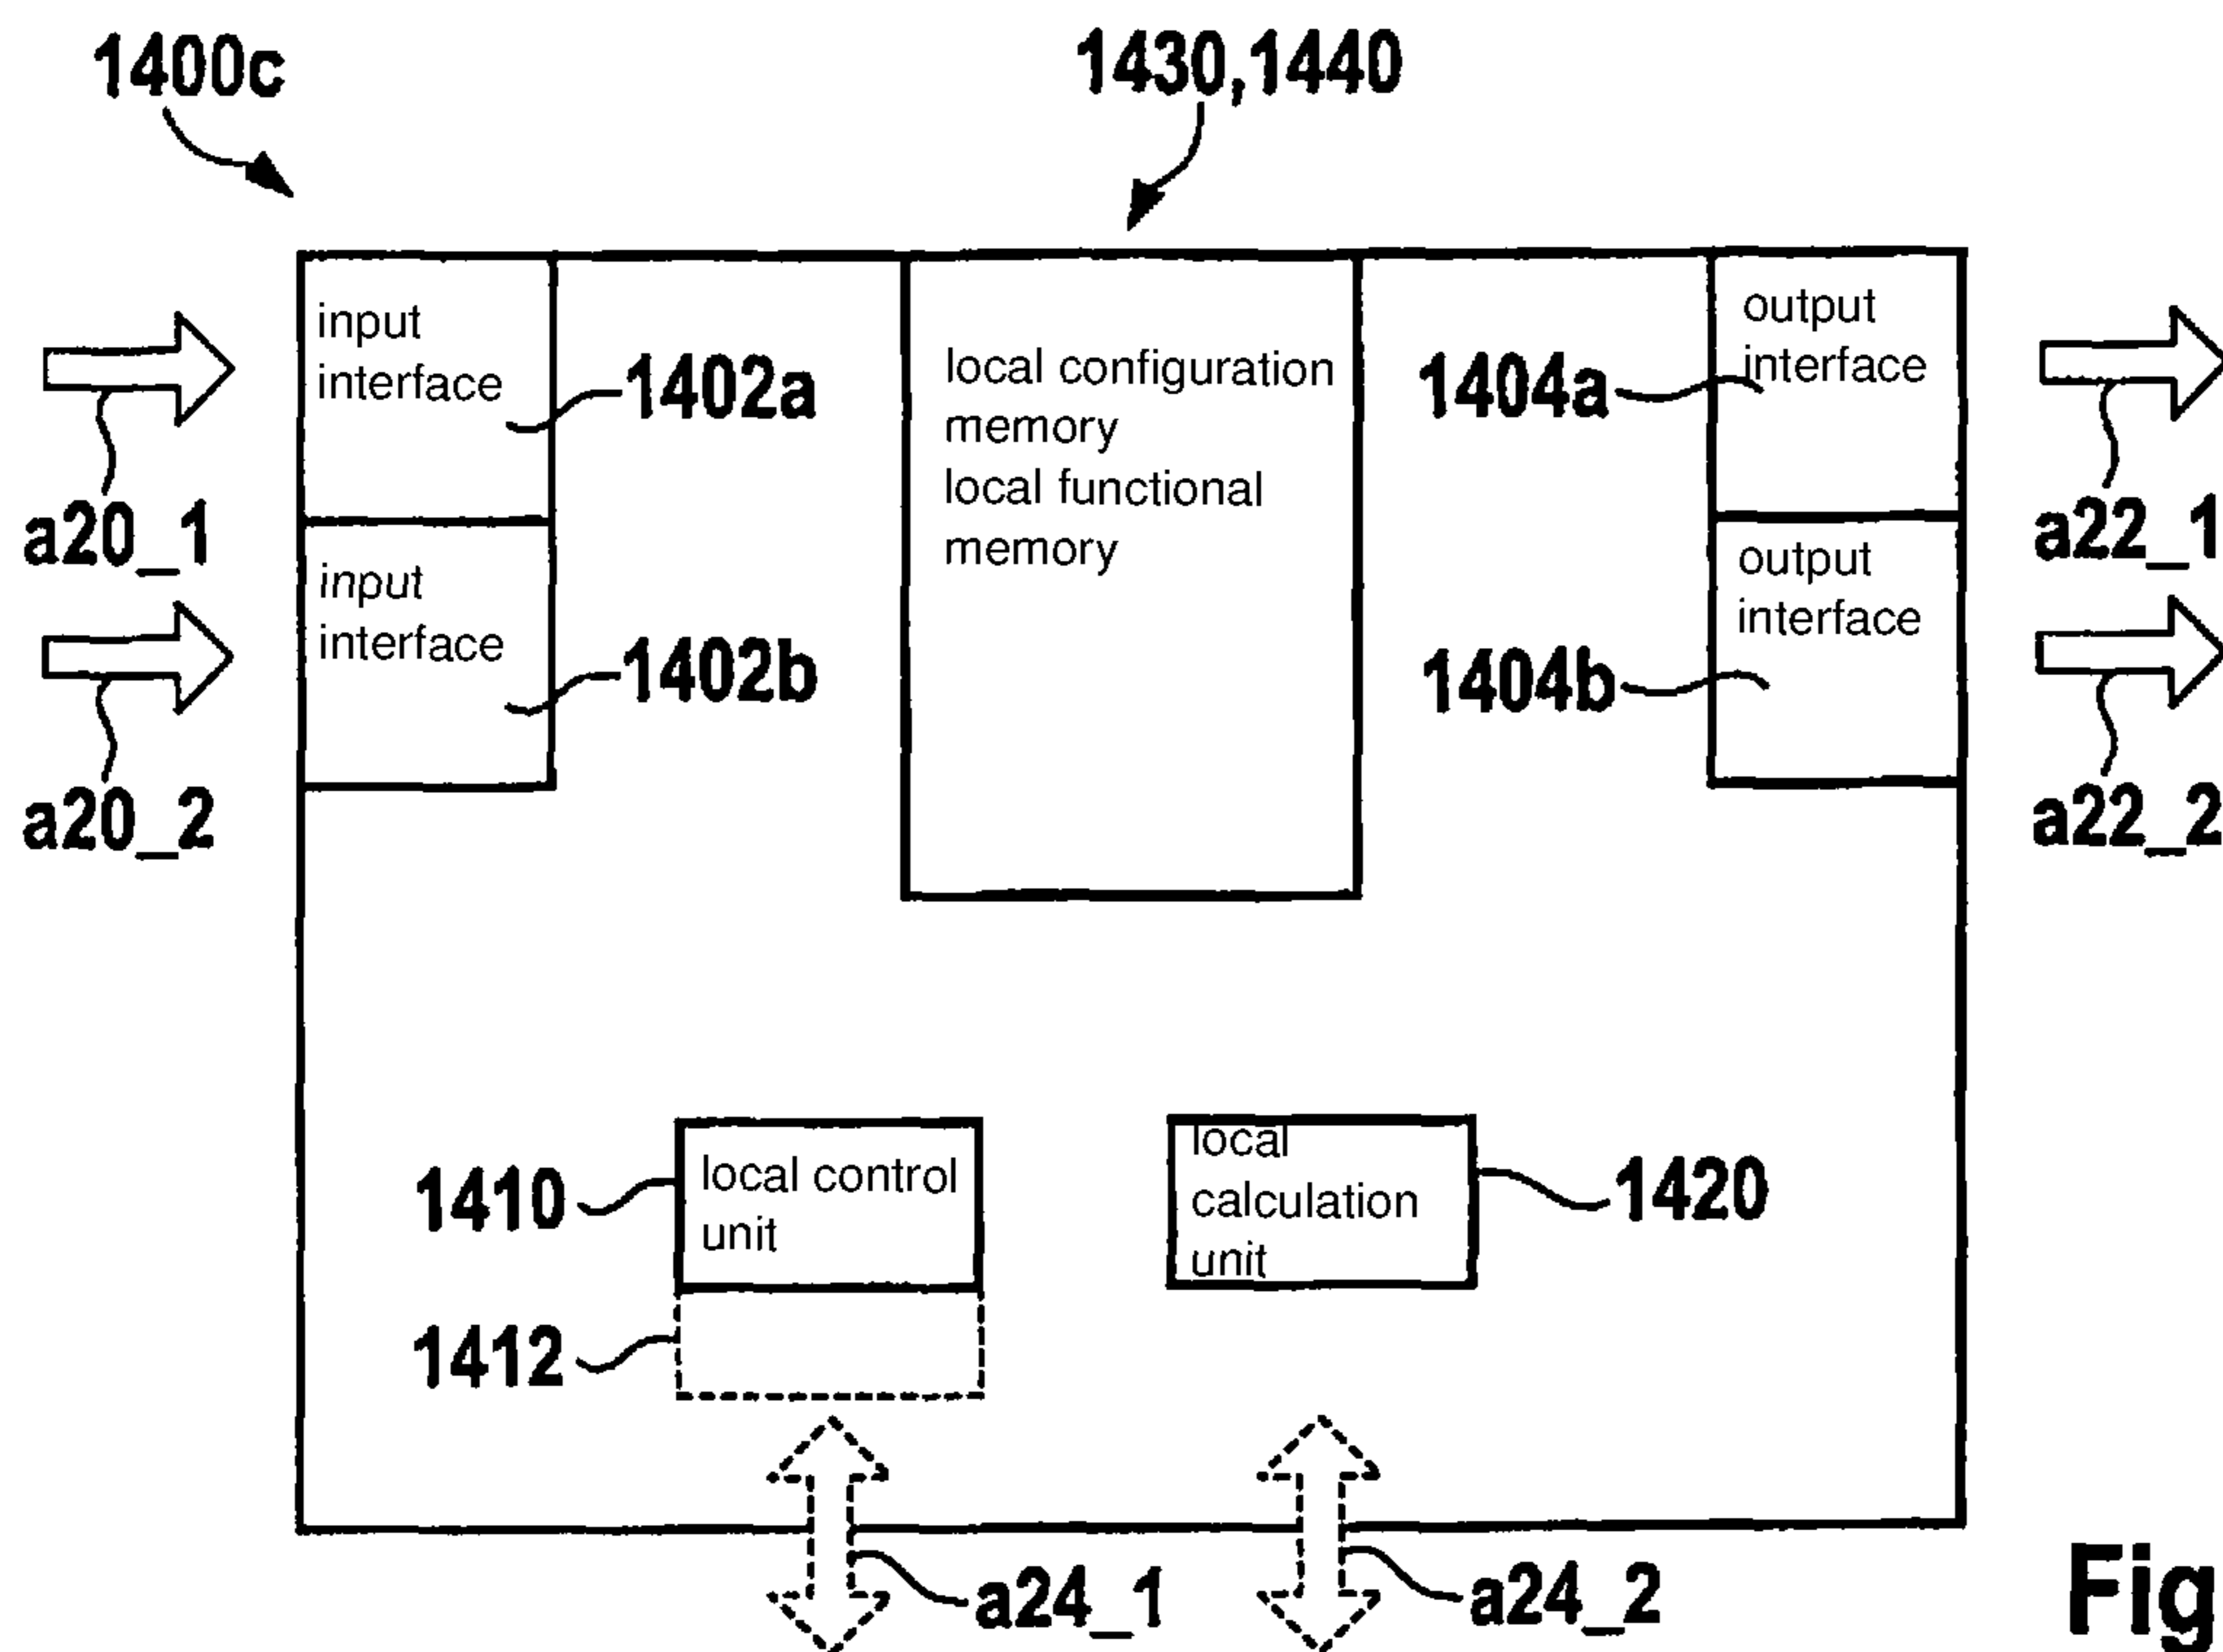 1400c
1430,1440
input
interface
1402a
local configuration
memory
local functional
memory
1404a
output
interface
a20_1
a22_1
input
interface
1402b
1404b
output
interface
a20_2
a22_2
1410
local control
unit
local
calculation
unit
1420
1412
a24_1
a24_2
Fig